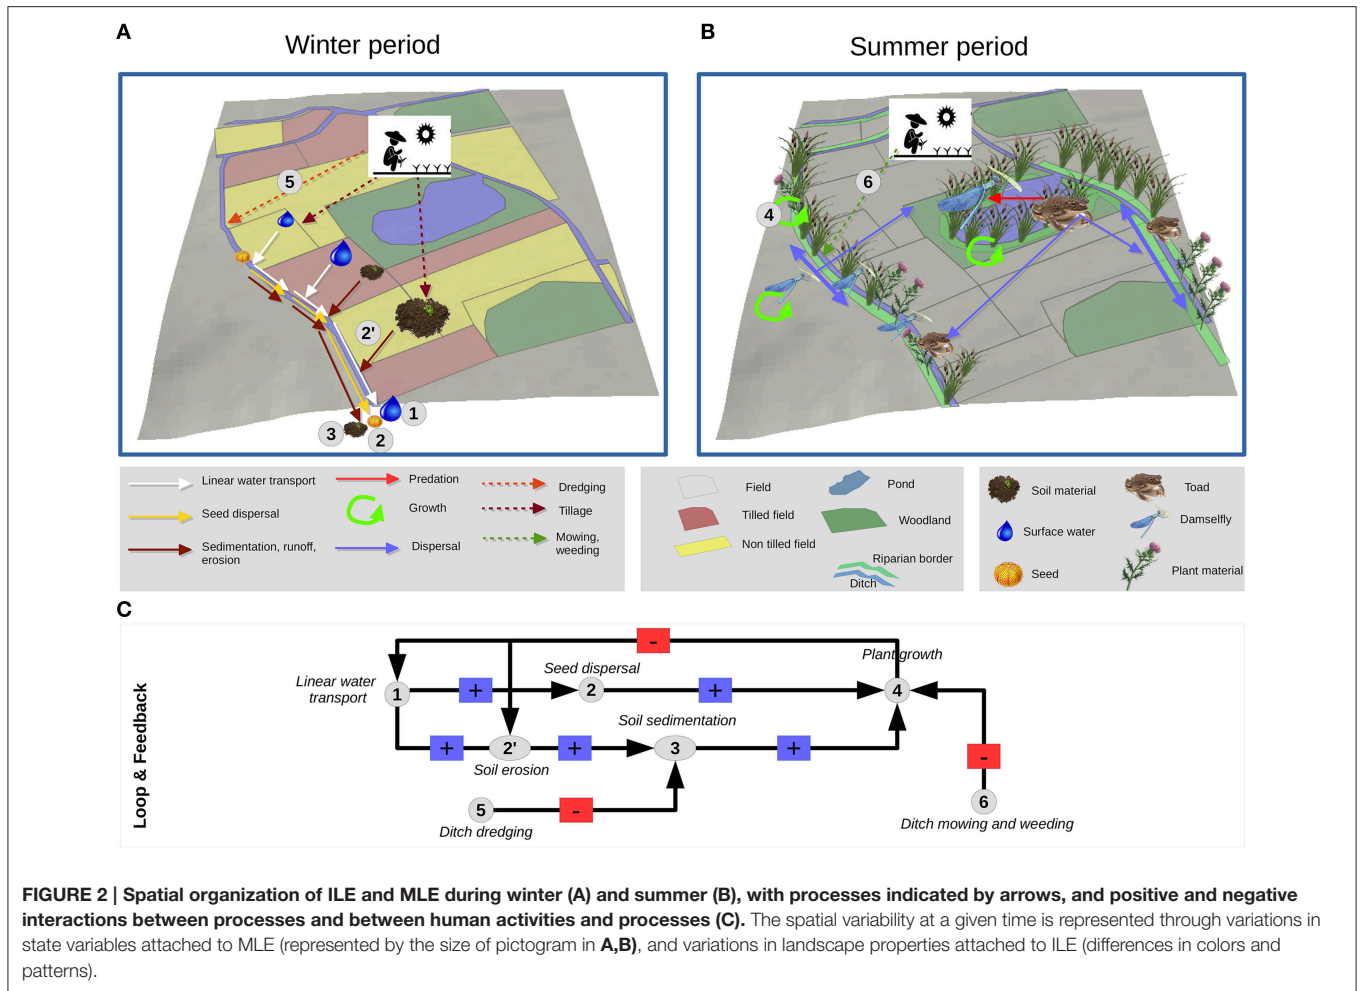 A
Winter period
B
Summer period
5
2'
1
2
3
6
4
Linear water transport
Seed dispersal
Sedimentation, runoff,
erosion
Predation
Growth
Dispersal
Dredging
Tillage
Mowing,
weeding
Field
Tilled field
Non tilled field
Pond
Woodland
Riparian border
Ditch
Soil material
Surface water
Seed
Toad
Damselfly
Plant material
C
Loop & Feedback
-
Plant growth
Seed dispersal
Linear water
transport
1
+
2
+
4
Soil sedimentation
+
2'
+
3
+
-
Soil erosion
5
-
6
Ditch dredging
Ditch mowing and weeding
FIGURE 2 | Spatial organization of ILE and MLE during winter (A) and summer (B), with processes indicated by arrows, and positive and negative
interactions between processes and between human activities and processes (C). The spatial variability at a given time is represented through variations in
state variables attached to MLE (represented by the size of pictogram in A,B), and variations in landscape properties attached to ILE (differences in colors and
patterns).